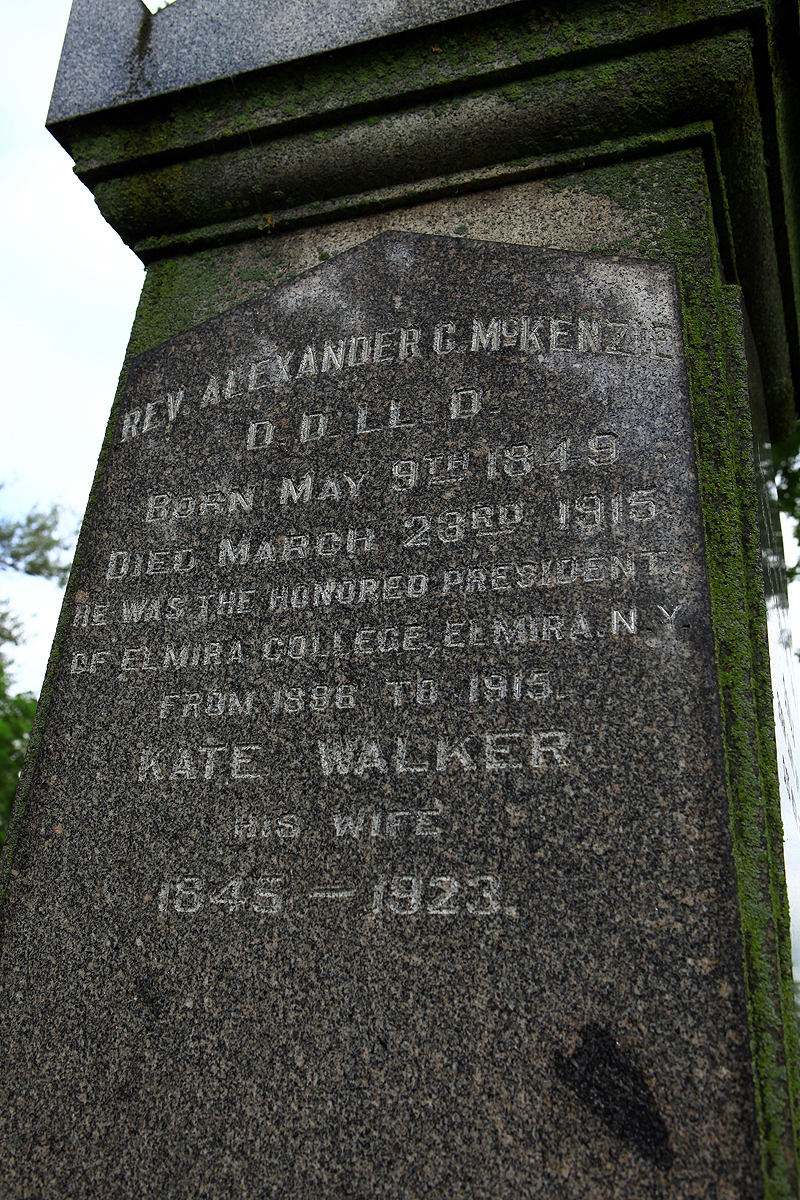 REV. ALEXANDER C. McKENZIE
D. D. LL. D.
BORN MAY 9TH 1849
DIED MARCH 23RD 1915
HE WAS THE HONORED PRESIDENT
OF ELMIRA COLLEGE, ELMIRA. N. Y
FROM 1896 TO 1915.
KATE WALKER
HIS WIFE
1845 — 1923.